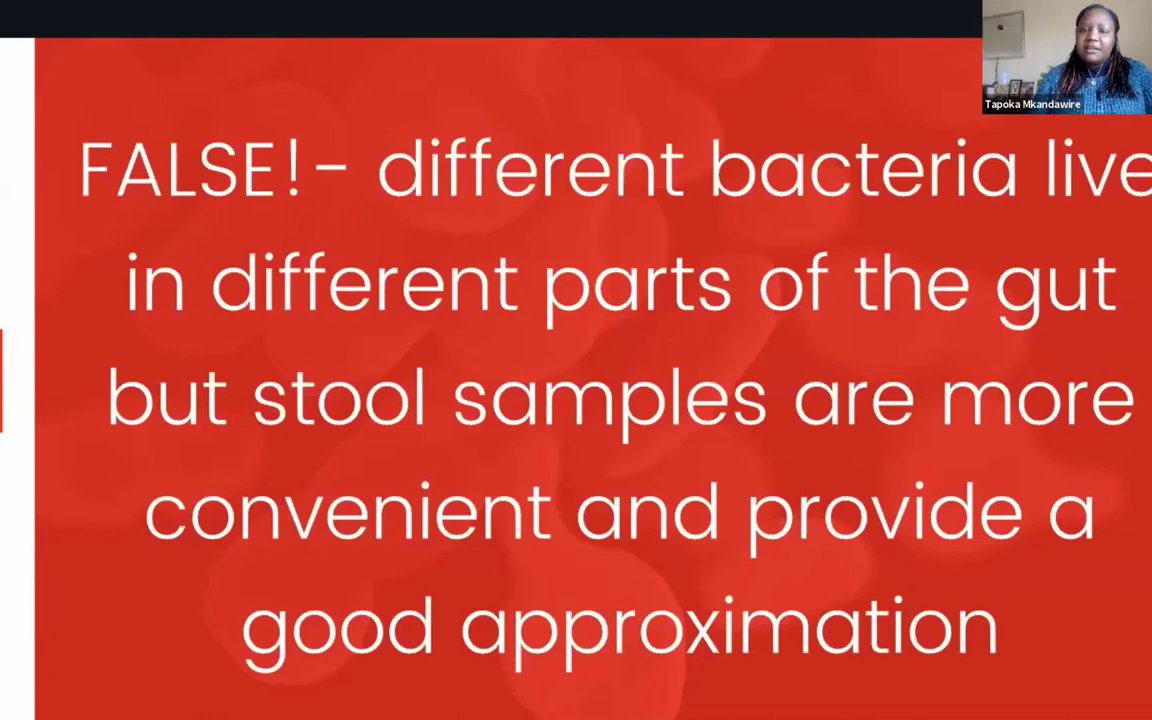 Tapoka Mkandawire
FALSE!- different bacteria live
in different parts of the gut
but stool samples are more
convenient and provide a
good approximation